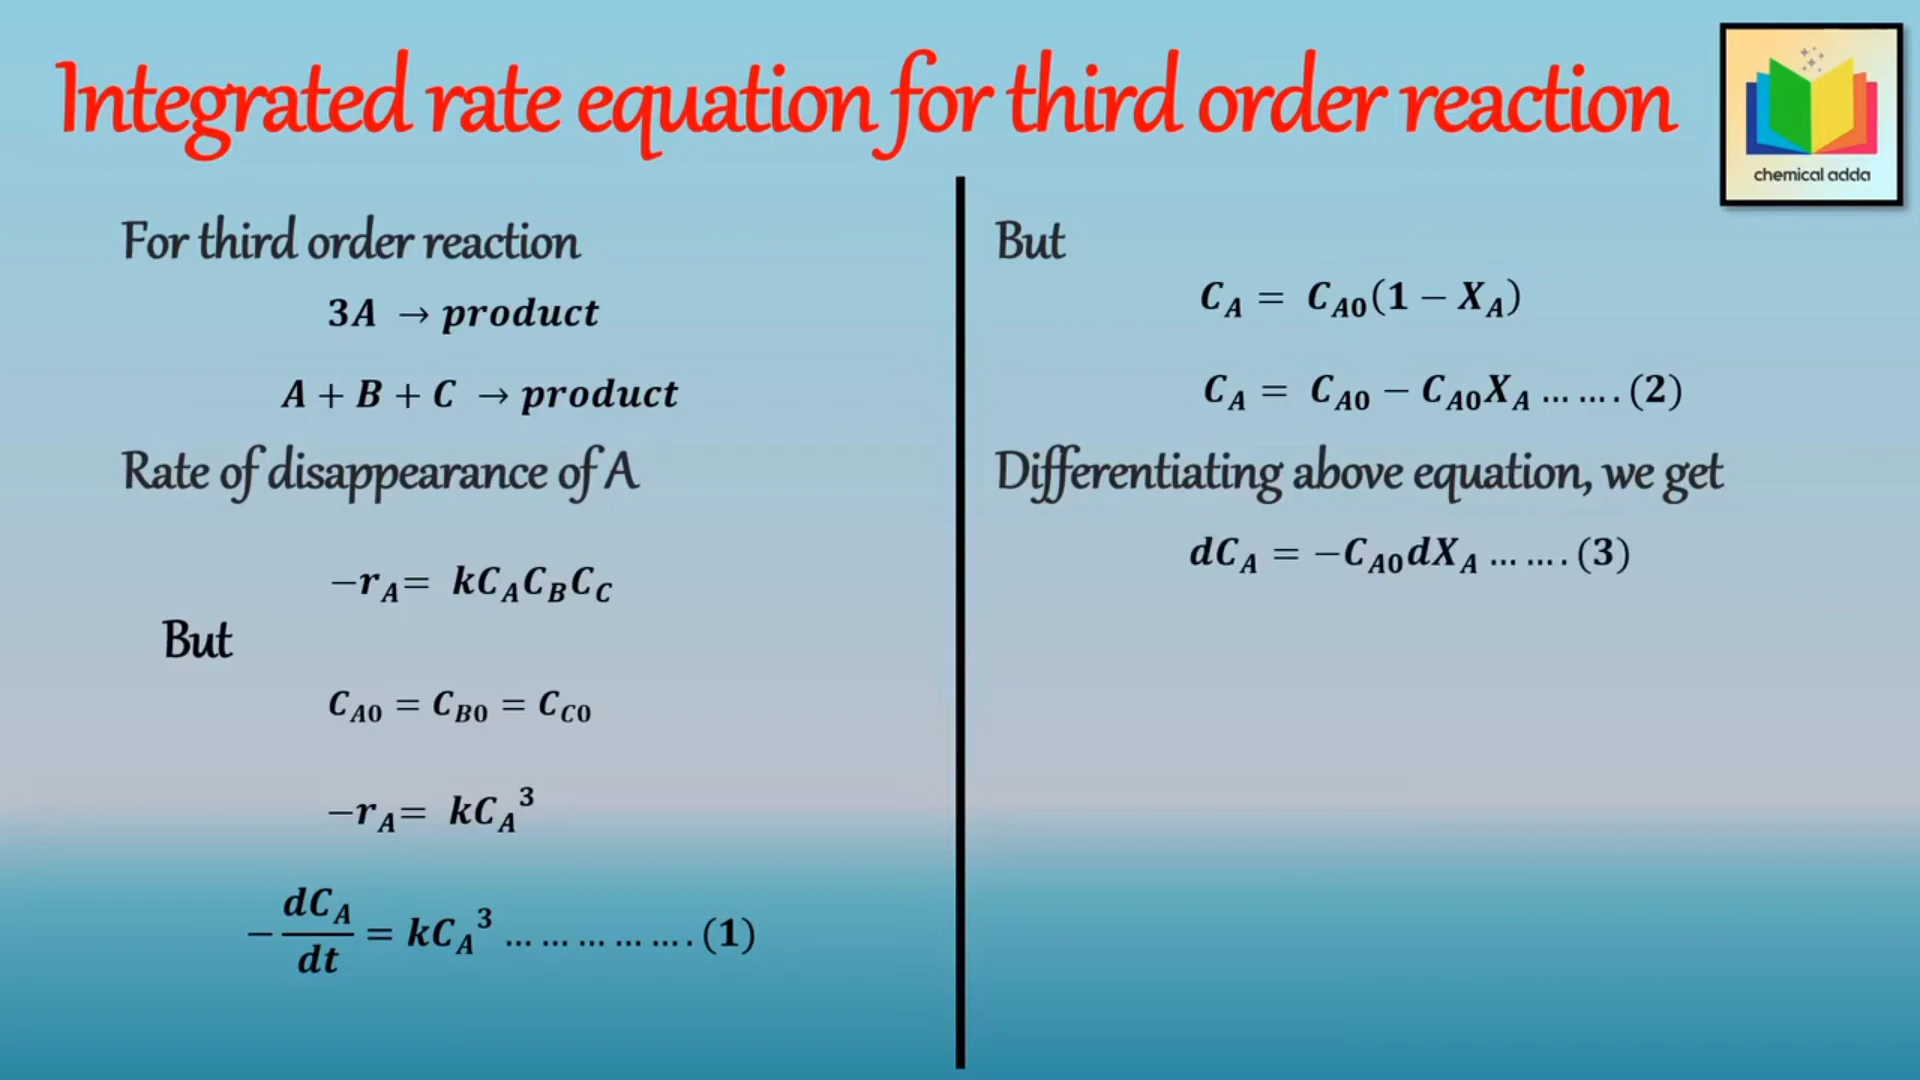 Integrated rate equation for third order reaction
chemical adda
For third order reaction
3A → product
A + B + C → product
Rate of disappearance of A
−r_A= kC_AC_BC_C
But
C_A0 = C_B0 = C_C0
−r_A= kC_A^3
−dC_A/dt = kC_A^3 … … … … … . (1)
But
C_A = C_A0(1 − X_A)
C_A = C_A0 − C_A0X_A … … . (2)
Differentiating above equation, we get
dC_A = −C_A0dX_A … … . (3)